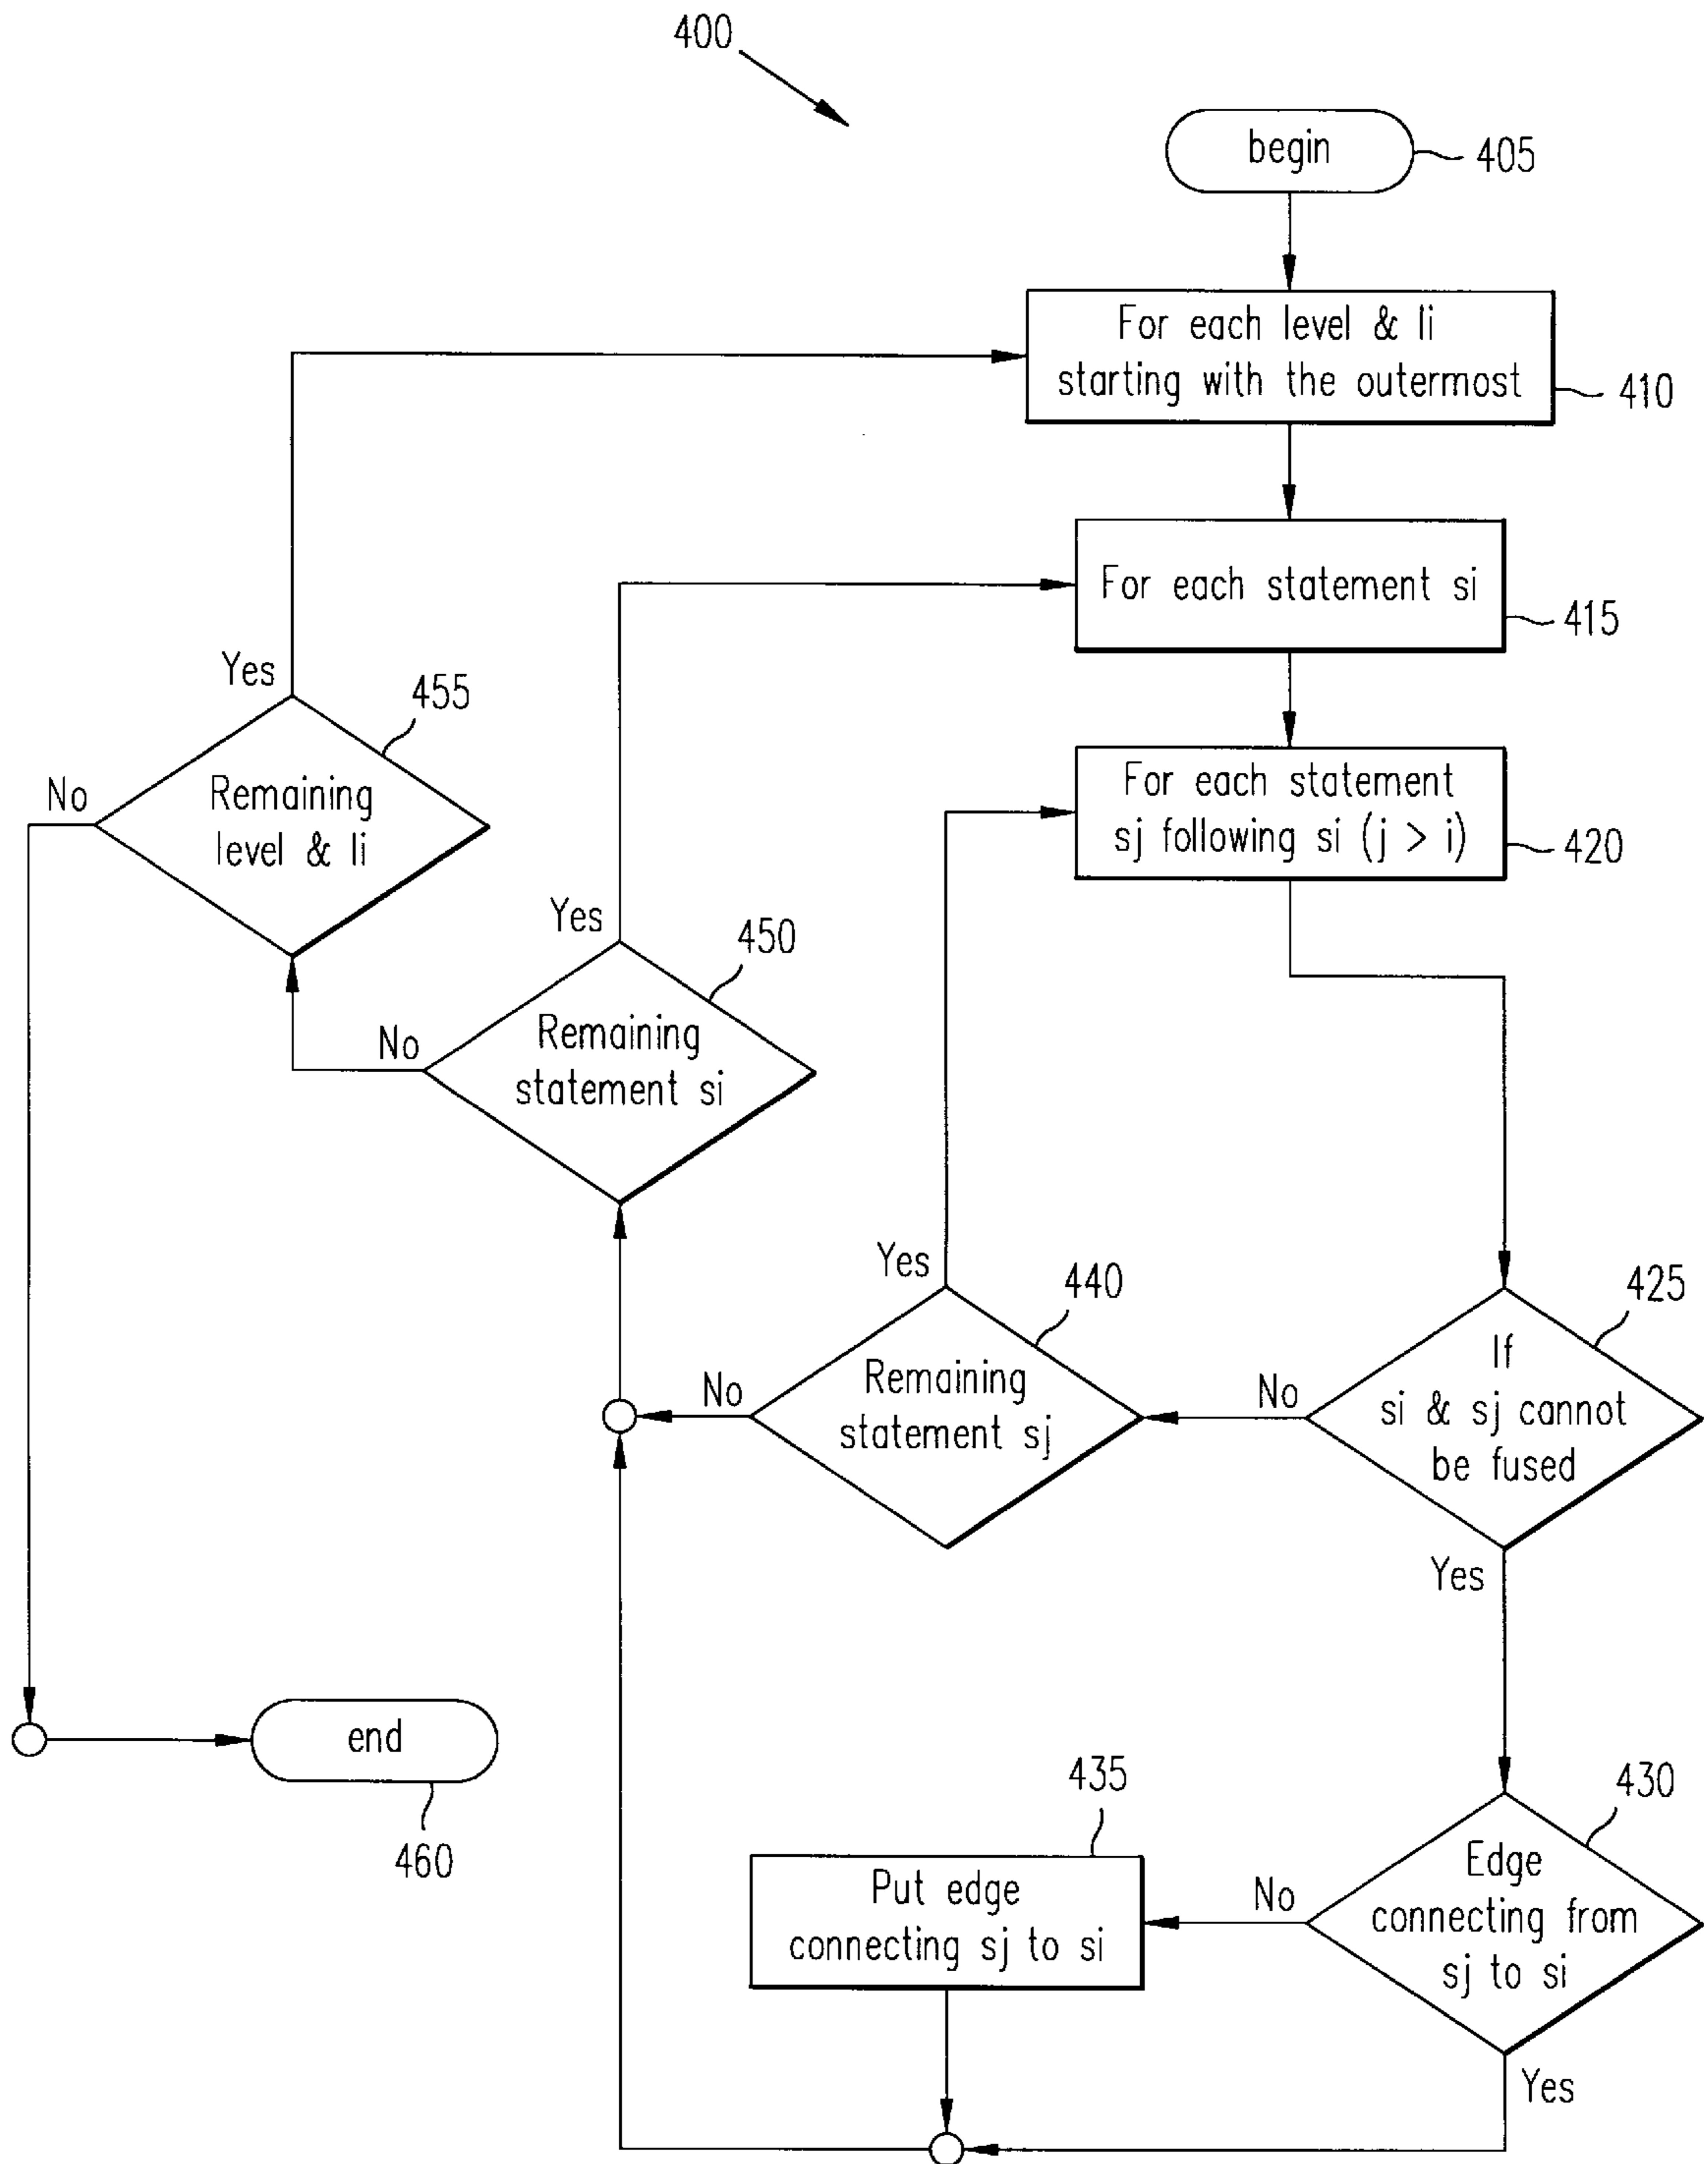 400
begin
405
For each level & li
starting with the outermost
410
For each statement si
415
For each statement
sj following si (j > i)
420
Yes
455
No
Remaining
level & li
Yes
450
No
Remaining
statement si
Yes
440
No
Remaining
statement sj
425
No
If
si & sj cannot
be fused
Yes
end
460
435
Put edge
connecting sj to si
430
No
Edge
connecting from
sj to si
Yes